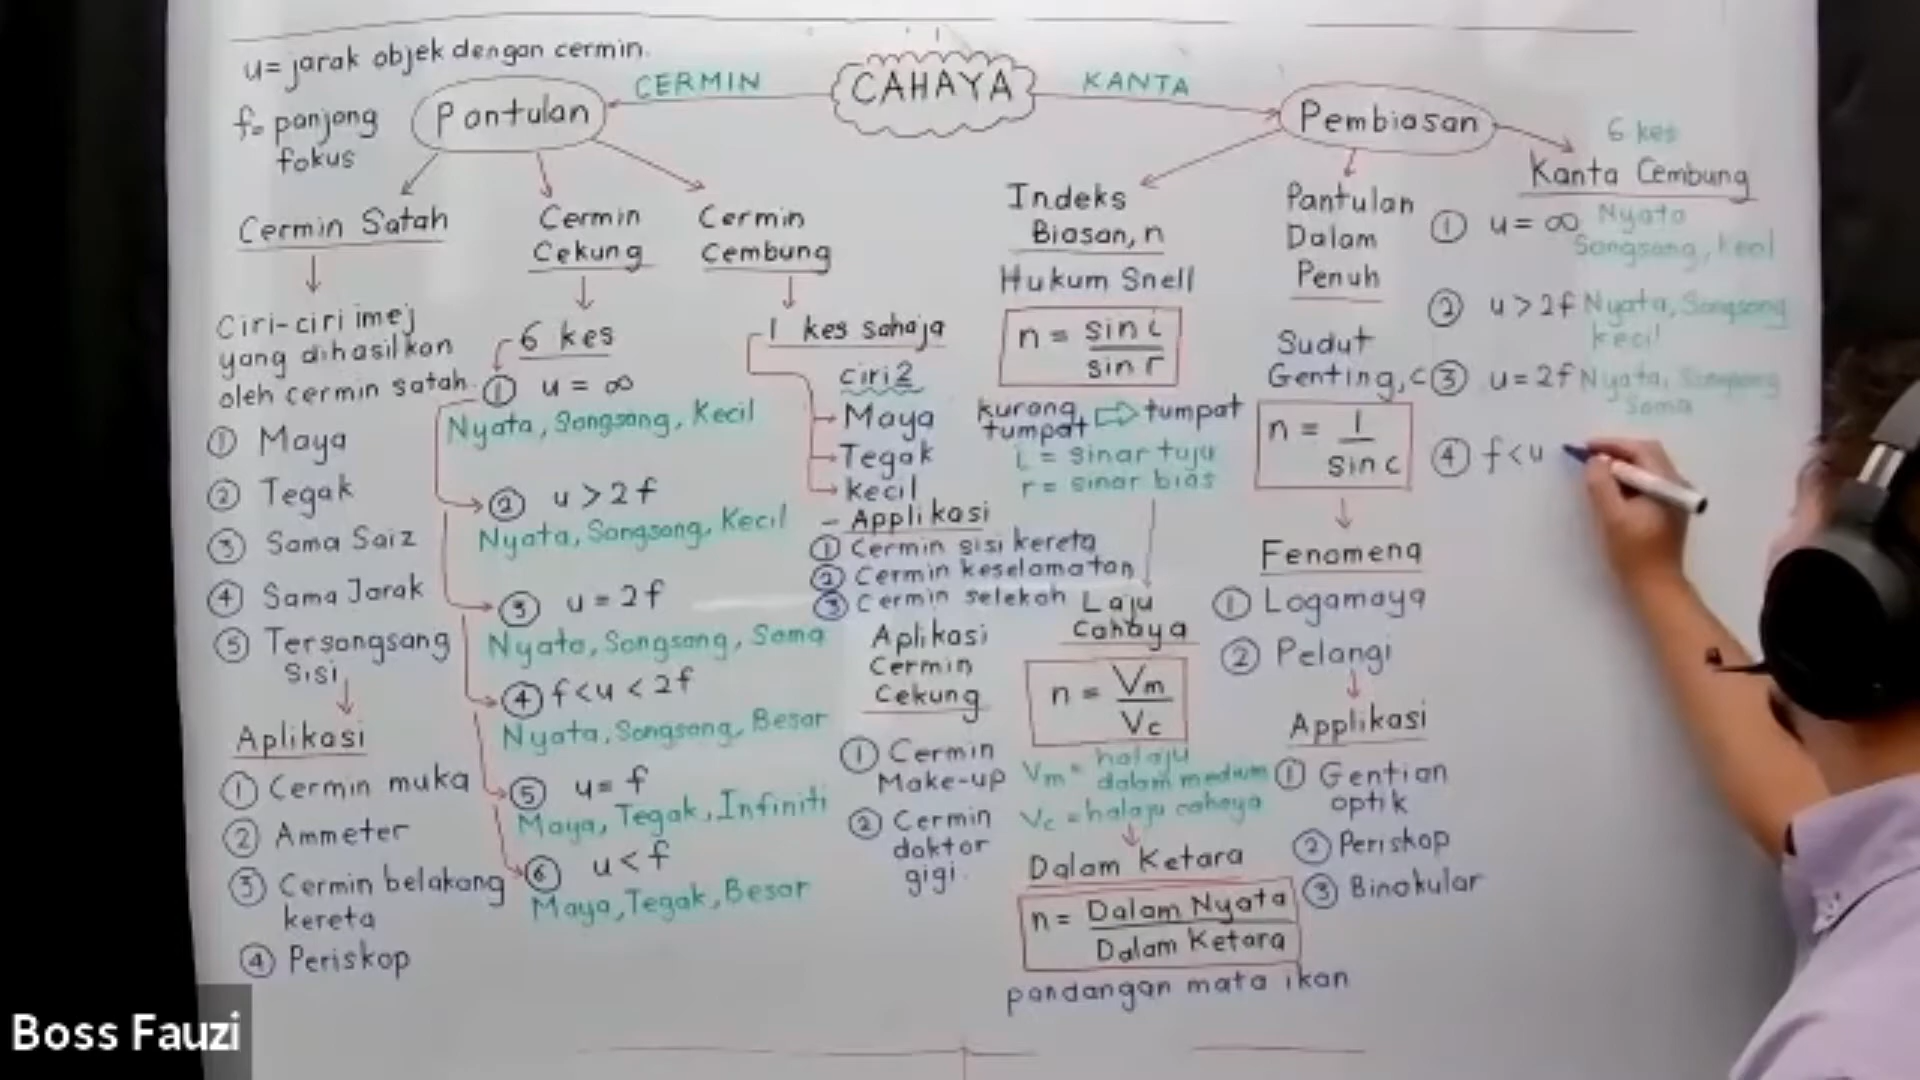 u= jarak objek dengan cermin.
f= panjang
fokus
CERMIN
CAHAYA
KANTA
Pantulan
Pembiasan
Cermin Satah
Ciri-ciri imej
yang dihasilkan
oleh cermin satah.
① Maya
② Tegak
③ Sama Saiz
④ Sama Jarak
⑤ Tersongsang
Sisi
Aplikasi
① Cermin muka
② Ammeter
③ Cermin belakang
kereta
④ Periskop
Cermin
Cekung
6 kes
① u = ∞
Nyata, Songsang, Kecil
② u > 2f
Nyata, Songsang, Kecil
③ u = 2f
Nyata, Songsang, Sama
④ f < u < 2f
Nyata, Songsang, Besar
⑤ u = f
Maya, Tegak, Infiniti
⑥ u < f
Maya, Tegak, Besar
Cermin
Cembung
1 kes sahaja
ciri2
Maya
Tegak
kecil
- Applikasi
① Cermin sisi kereta
② Cermin keselamatan
③ Cermin selekoh
Aplikasi
Cermin
Cekung
① Cermin
Make-up
② Cermin
doktor
gigi.
Indeks
Biasan, n
Hukum Snell
n = sin i
sin r
kurang tumpat ⇨ tumpat
i = sinar tuju
r = sinar bias
Laju
Cahaya
n = Vm
Vc
Vm = halaju
dalam medium
Vc = halaju cahaya
Dalam Ketara
n = Dalam Nyata
Dalam Ketara
pandangan mata ikan
Pantulan
Dalam
Penuh
Sudut
Genting, c
n = 1
sin c
Fenomena
① Logamaya
② Pelangi
Applikasi
① Gentian
optik
② Periskop
③ Binokular
6 kes
Kanta Cembung
① u = ∞ Nyata
Songsang, kecil
② u > 2f Nyata, Songsang
kecil
③ u = 2f Nyata, Songsang
Sama
④ f < u
Boss Fauzi